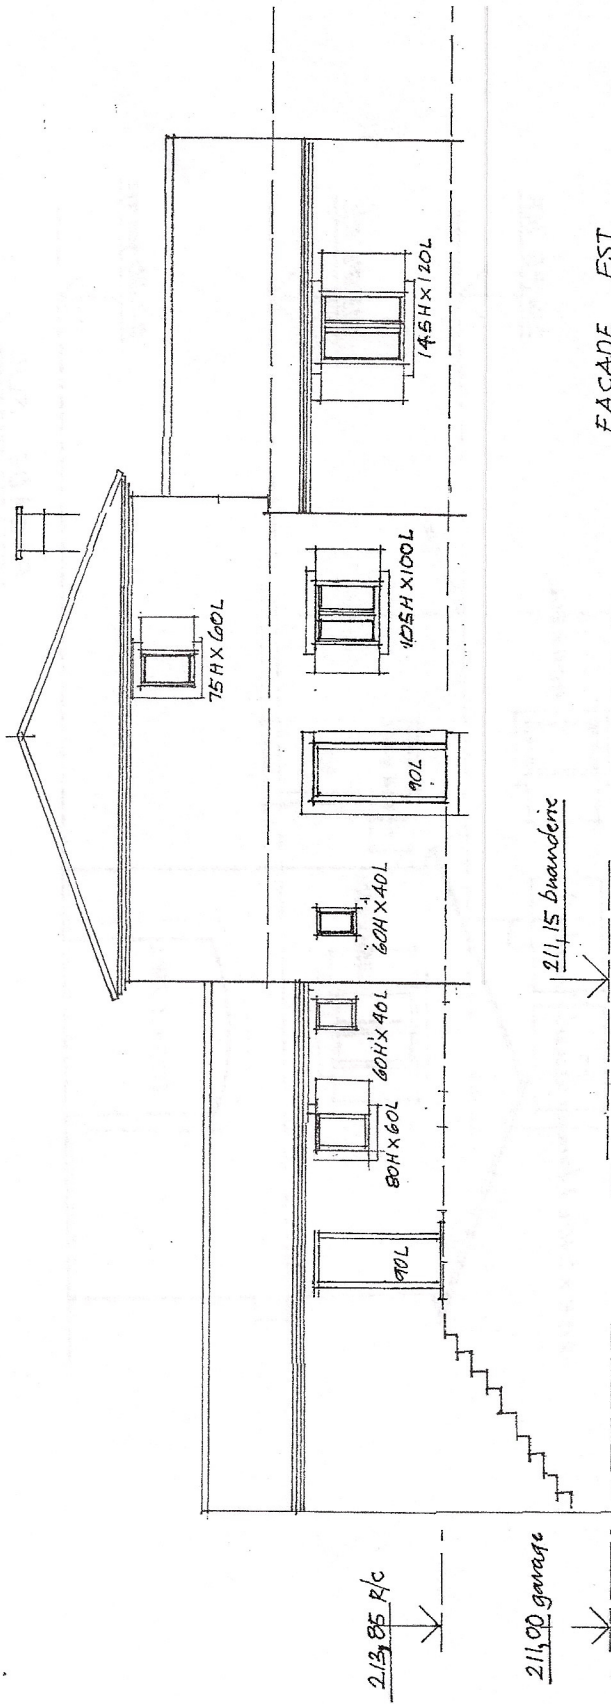 75H X 60L
145H X 120L
105H X 100L
90L
60H X 40L
60H X 40L
80H X 60L
90L
213,85 R/C
211,00 garage
211,15 buanderie
FACADE EST